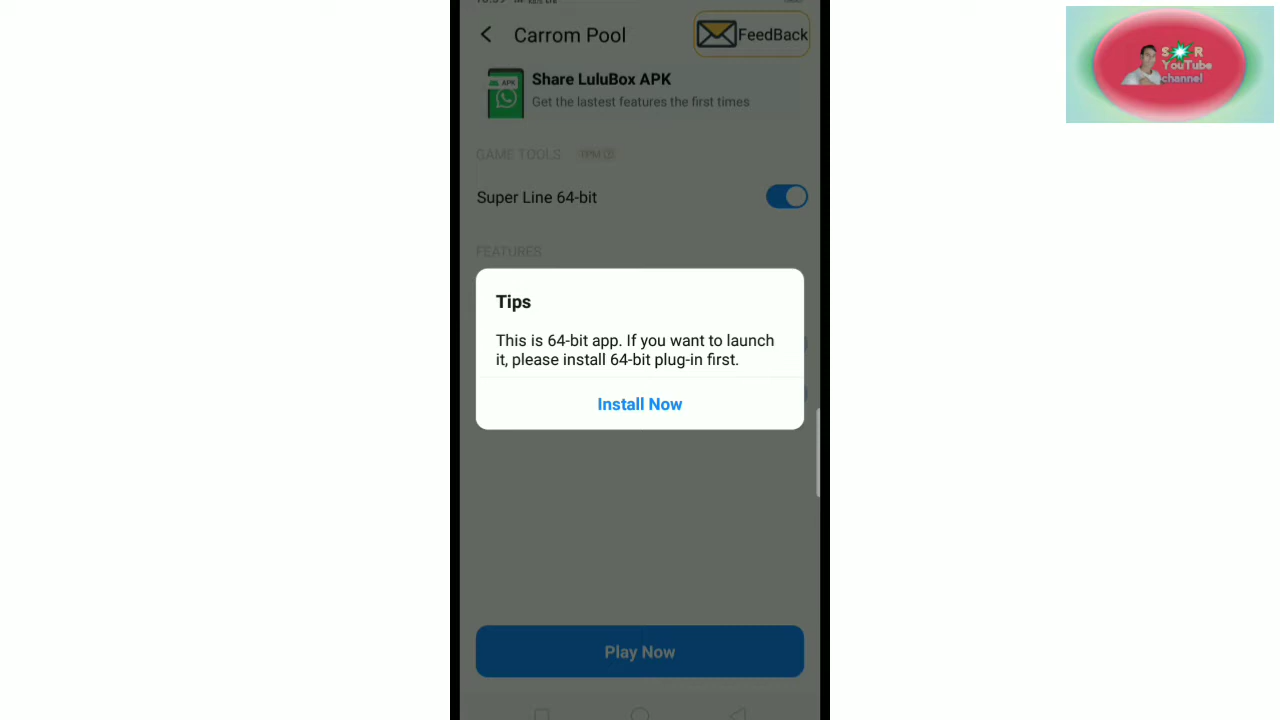 Carrom Pool
FeedBack
Share LuluBox APK
APK
Get the lastest features the first times
GAME TOOLS
Super Line 64-bit
FEATURES
Tips
This is 64-bit app. If you want to launch
it, please install 64-bit plug-in first.
Install Now
Play Now
YouTube
channel